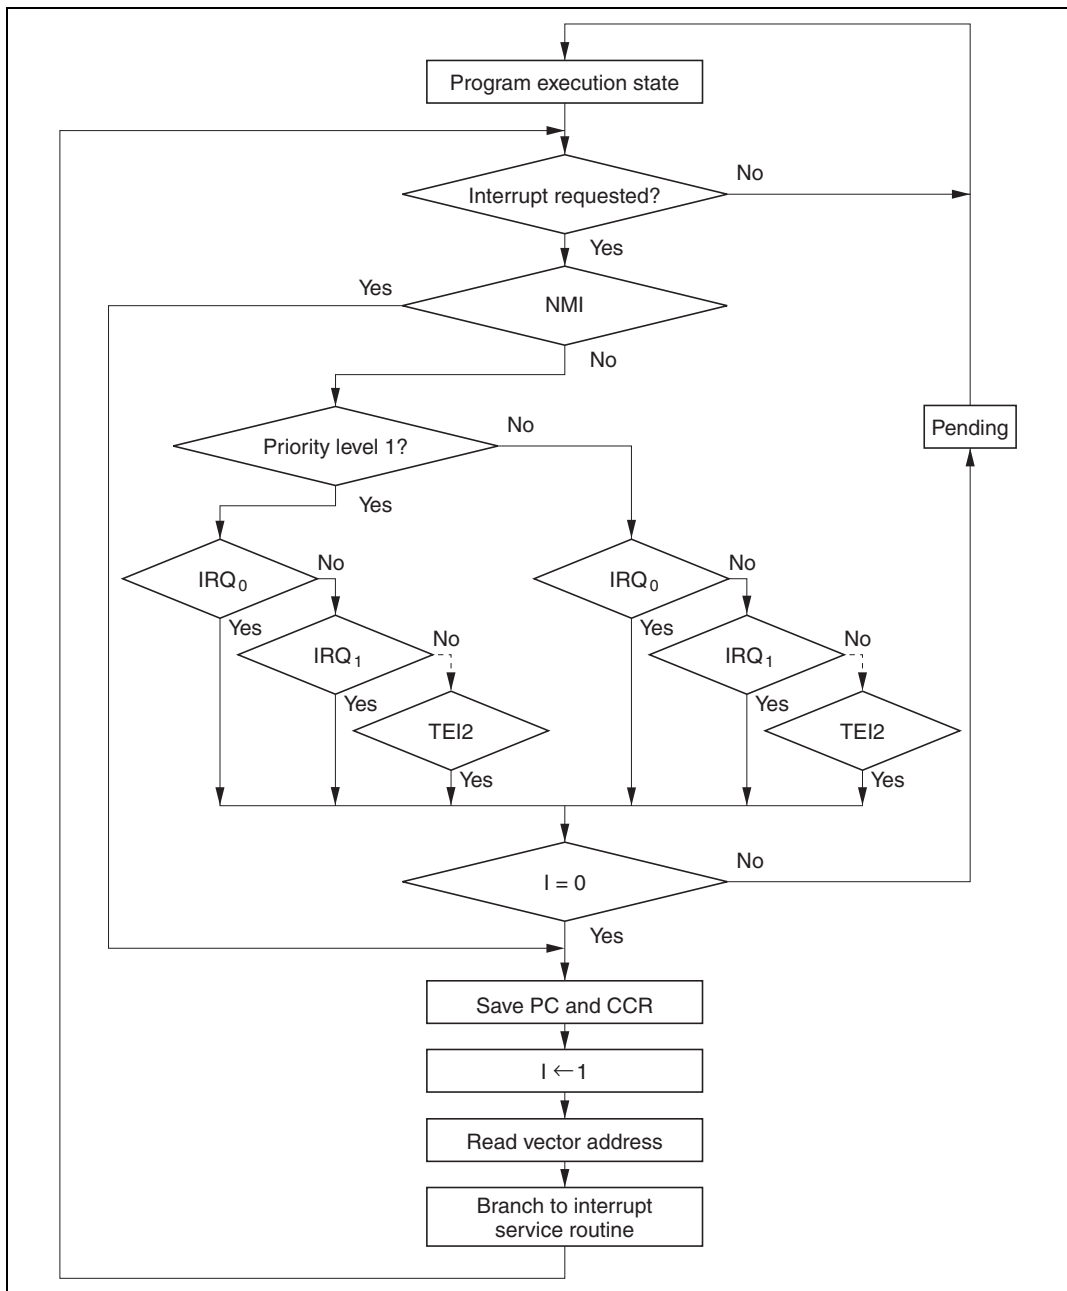 Program execution state
Interrupt requested?
No
Yes
Yes
NMI
No
Priority level 1?
No
Pending
Yes
IRQ0
No
IRQ0
No
Yes
IRQ1
No
Yes
IRQ1
No
Yes
TEI2
Yes
TEI2
Yes
Yes
I = 0
No
Yes
Save PC and CCR
I ← 1
Read vector address
Branch to interrupt
service routine